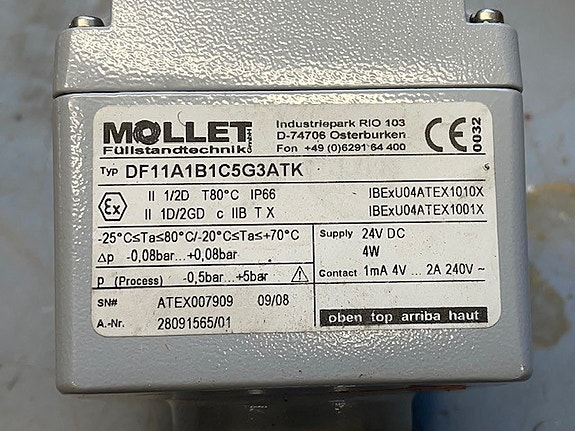 MOLLET GmbH
Füllstandtechnik
Industriepark RIO 103
D-74706 Osterburken
Fon +49 (0)6291 64 400
CE 0032
Typ DF11A1B1C5G3ATK
Ex
II 1/2D T80°C IP66 IBExU04ATEX1010X
II 1D/2GD c IIB T X IBExU04ATEX1001X
-25°C≤Ta≤80°C/-20°C≤Ta≤+70°C
Δp -0,08bar...+0,08bar
p (Process) -0,5bar...+5bar
Supply 24V DC
4W
Contact 1mA 4V ... 2A 240V ~
SN# ATEX007909 09/08
A.-Nr. 28091565/01
oben top arriba haut